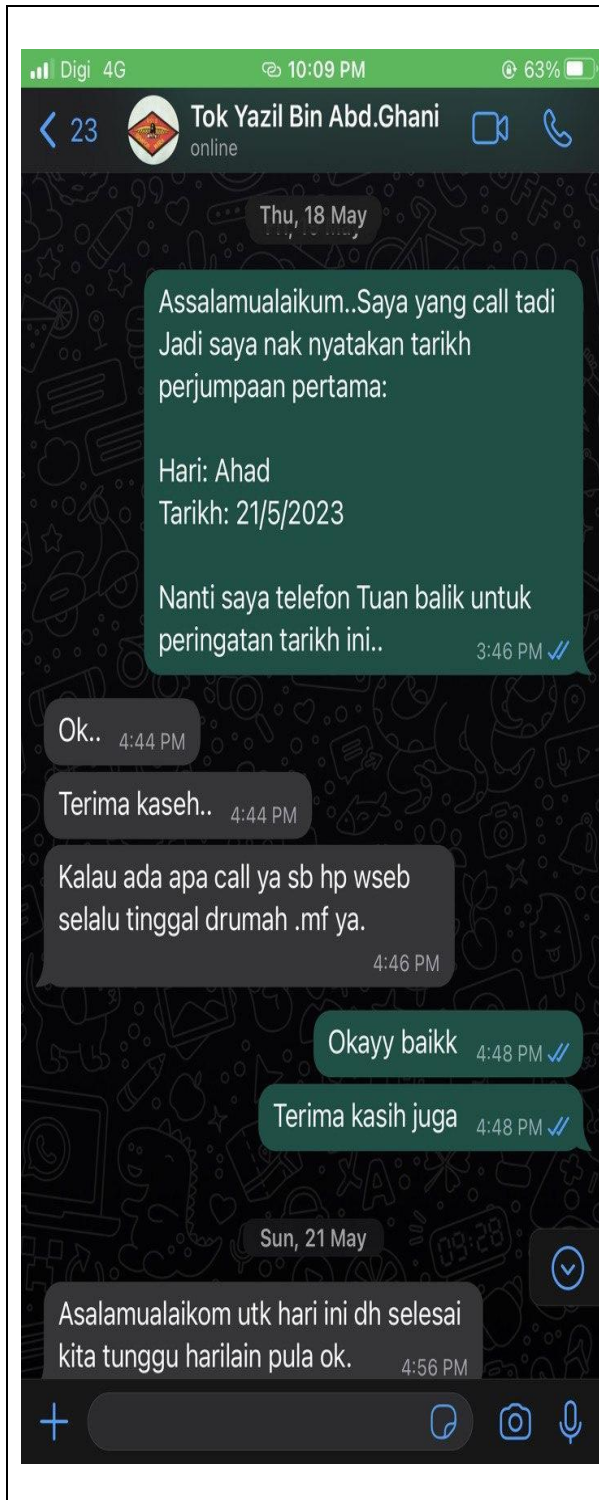 Digi 4G
10:09 PM
63%
23
Tok Yazil Bin Abd.Ghani
online
Thu, 18 May
Assalamualaikum..Saya yang call tadi
Jadi saya nak nyatakan tarikh
perjumpaan pertama:
Hari: Ahad
Tarikh: 21/5/2023
Nanti saya telefon Tuan balik untuk
peringatan tarikh ini..
3:46 PM
Ok.. 4:44 PM
Terima kaseh.. 4:44 PM
Kalau ada apa call ya sb hp wseb
selalu tinggal drumah .mf ya.
4:46 PM
Okayy baikk 4:48 PM
Terima kasih juga 4:48 PM
Sun, 21 May
Asalamualaikom utk hari ini dh selesai
kita tunggu harilain pula ok. 4:56 PM